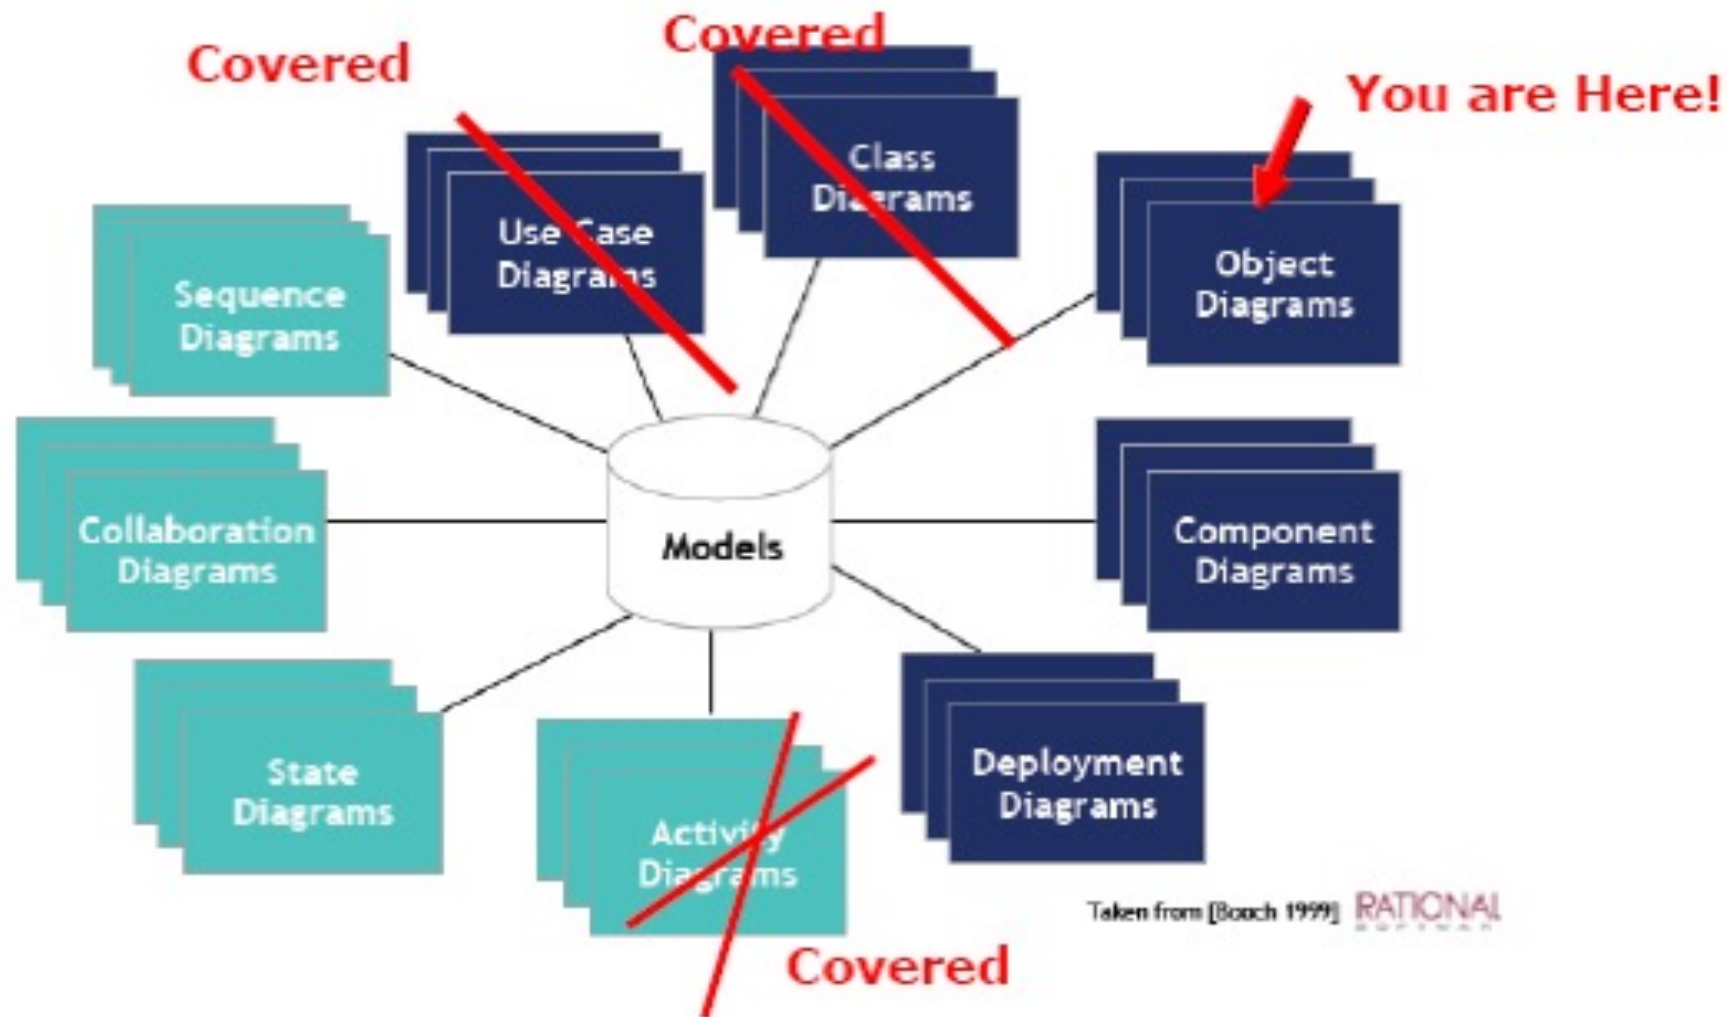 Covered
Covered
You are Here!
Class
Diagrams
Use Case
Diagrams
Object
Diagrams
Sequence
Diagrams
Collaboration
Diagrams
Models
Component
Diagrams
State
Diagrams
Activity
Diagrams
Deployment
Diagrams
Taken from [Booch 1999]
RATIONAL
Covered